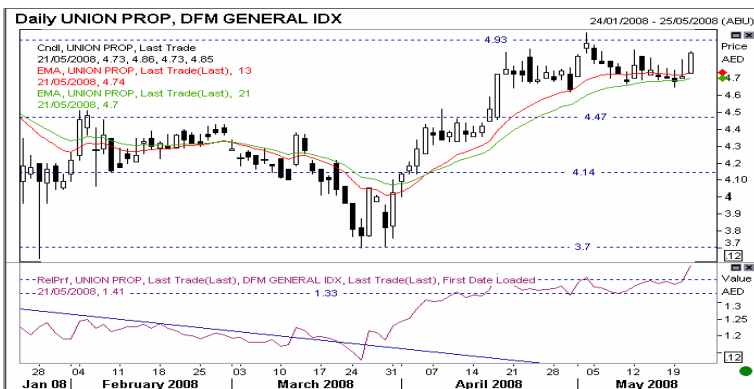 Daily UNION PROP, DFM GENERAL IDX
24/01/2008 - 25/05/2008 (ABU)
Cndl, UNION PROP, Last Trade
21/05/2008, 4.73, 4.86, 4.73, 4.85
EMA, UNION PROP, Last Trade(Last), 13
21/05/2008, 4.74
EMA, UNION PROP, Last Trade(Last), 21
21/05/2008, 4.7
4.93
4.47
4.14
3.7
Price
AED
4.7
4.6
4.5
4.4
4.3
4.2
4.10
4
3.9
3.8
3.7
12
RelPrf, UNION PROP, Last Trade(Last), DFM GENERAL IDX, Last Trade(Last), First Date Loaded
21/05/2008, 1.41
1.33
Value
AED
1.3
1.25
1.2
12
28 04 11 18 25 03 10 17 24 31 07 14 21 28 05 12 19
Jan 08 February 2008 March 2008 April 2008 May 2008